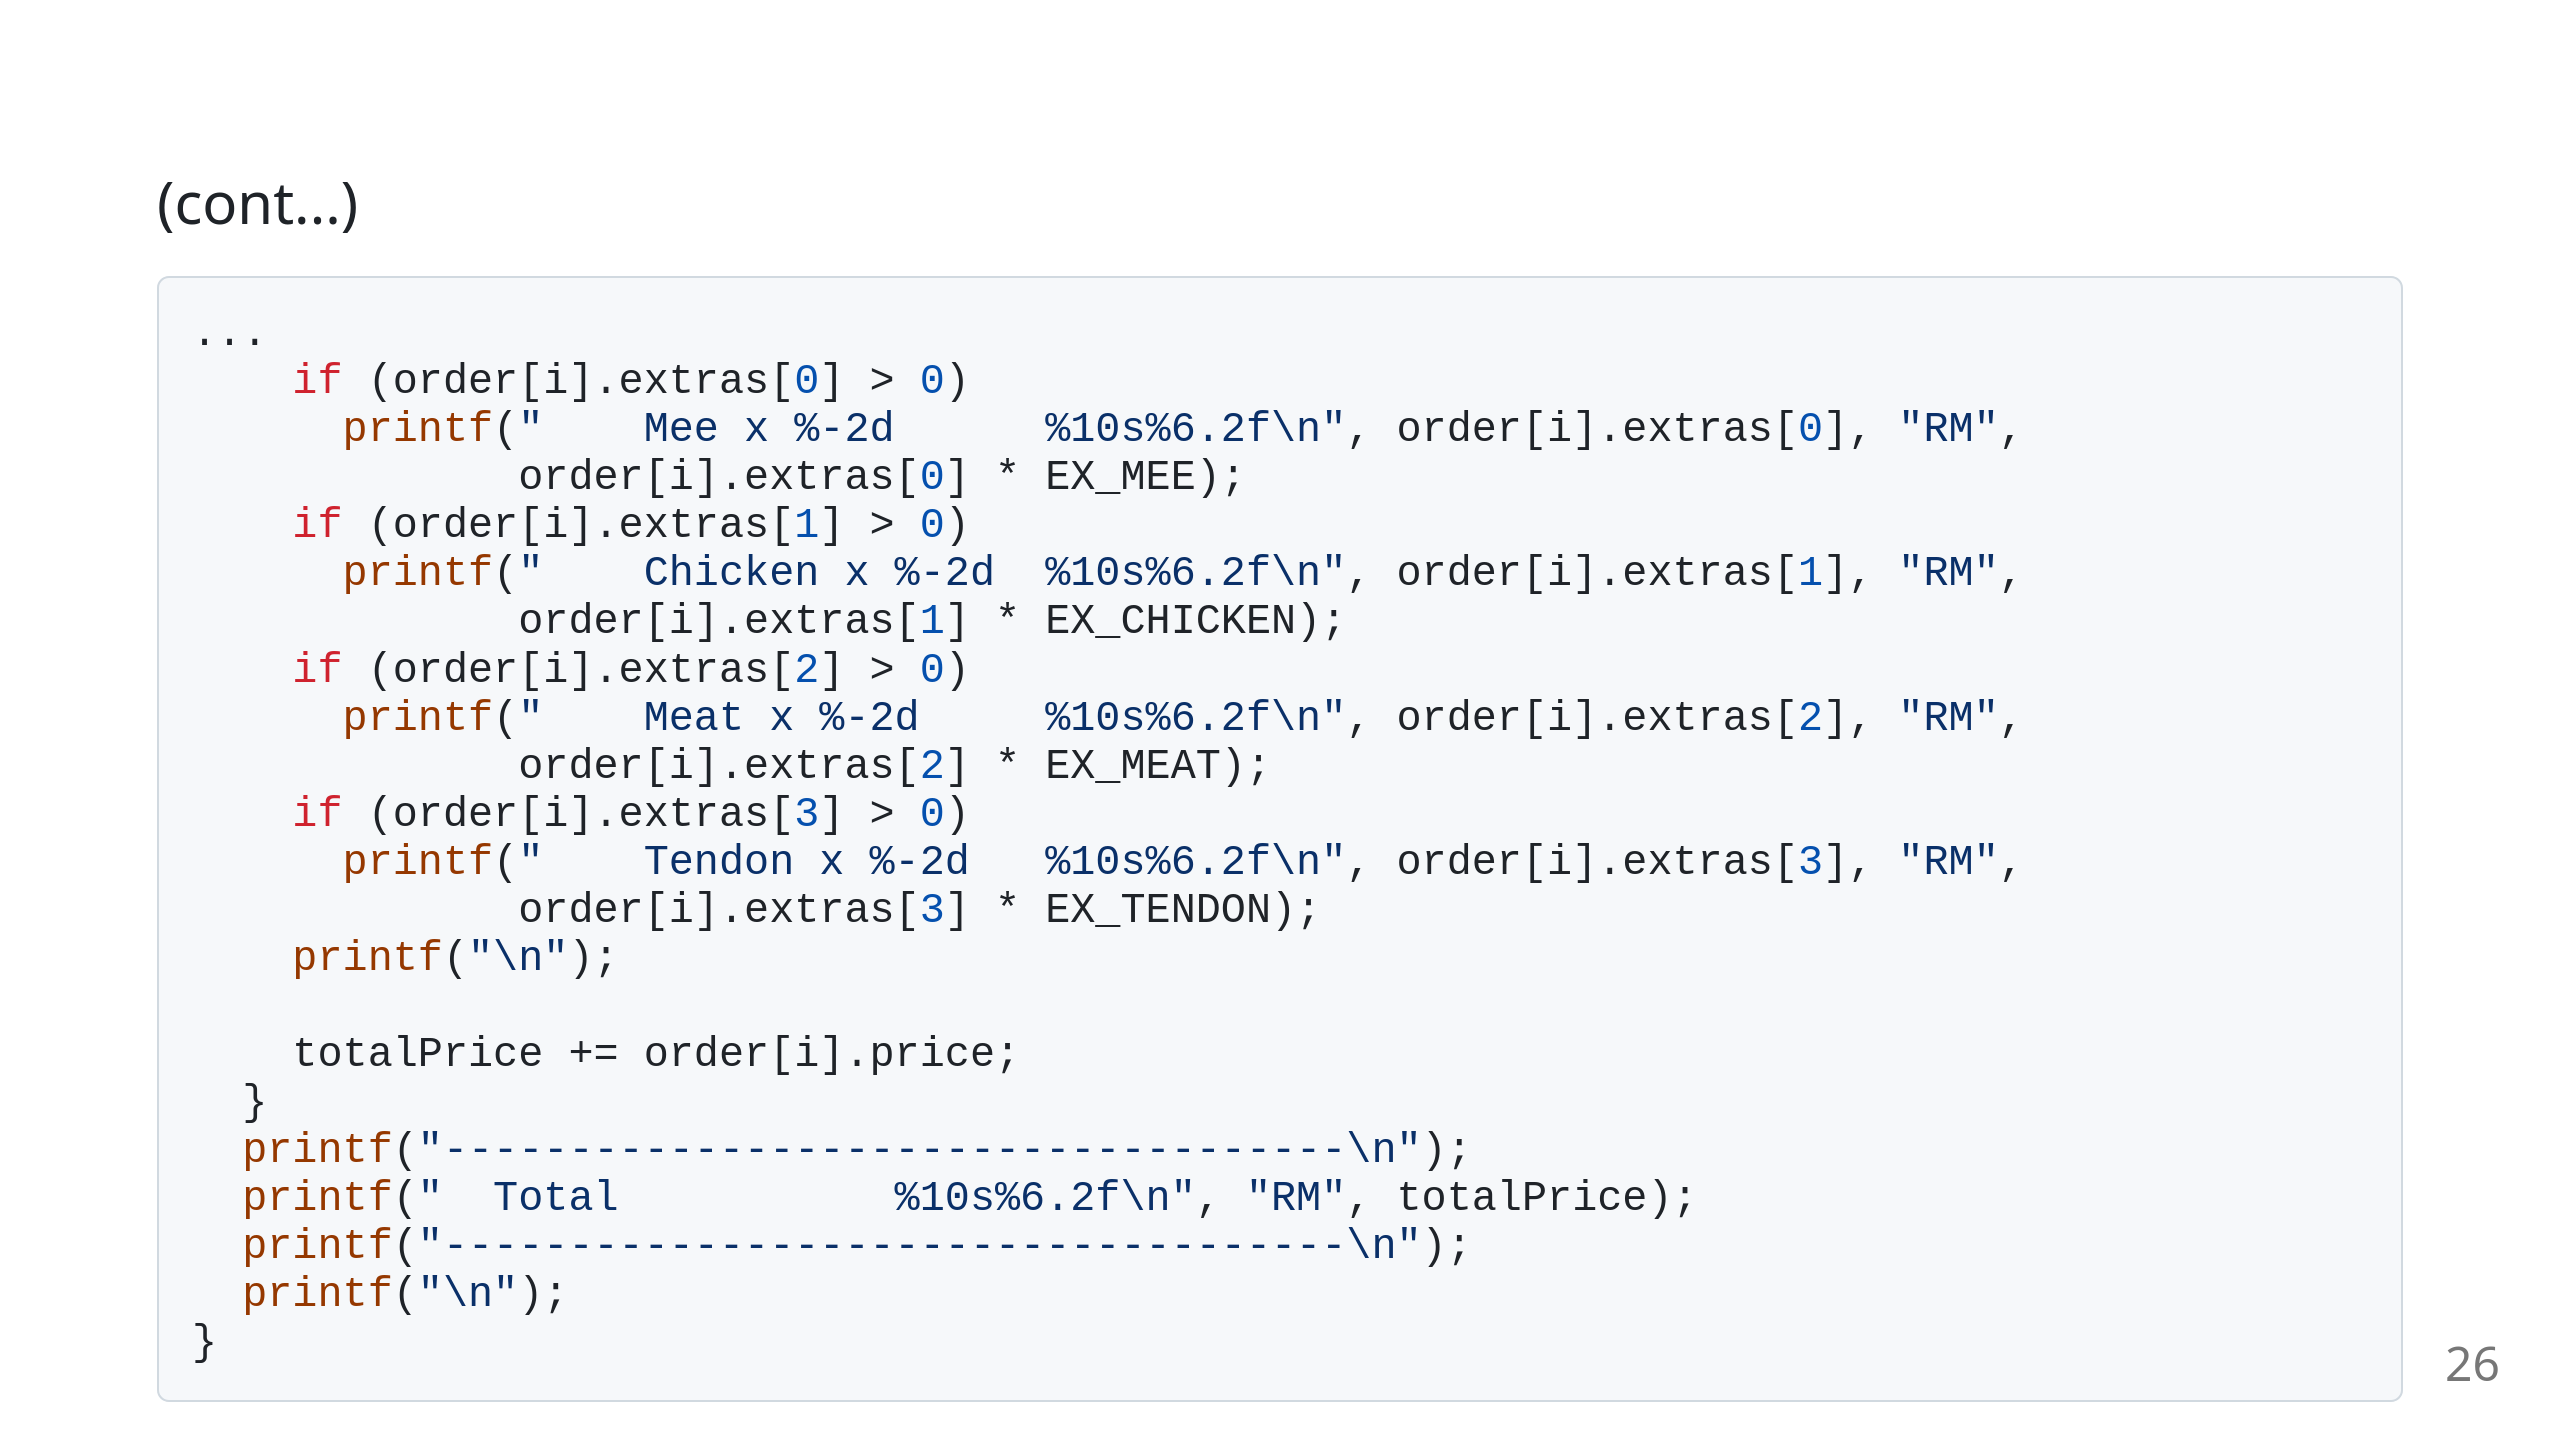 (cont...)
...
    if (order[i].extras[0] > 0)
      printf("    Mee x %-2d      %10s%6.2f\n", order[i].extras[0], "RM",
             order[i].extras[0] * EX_MEE);
    if (order[i].extras[1] > 0)
      printf("    Chicken x %-2d  %10s%6.2f\n", order[i].extras[1], "RM",
             order[i].extras[1] * EX_CHICKEN);
    if (order[i].extras[2] > 0)
      printf("    Meat x %-2d     %10s%6.2f\n", order[i].extras[2], "RM",
             order[i].extras[2] * EX_MEAT);
    if (order[i].extras[3] > 0)
      printf("    Tendon x %-2d   %10s%6.2f\n", order[i].extras[3], "RM",
             order[i].extras[3] * EX_TENDON);
    printf("\n");

    totalPrice += order[i].price;
  }
  printf("------------------------------------\n");
  printf("  Total           %10s%6.2f\n", "RM", totalPrice);
  printf("------------------------------------\n");
  printf("\n");
}
26